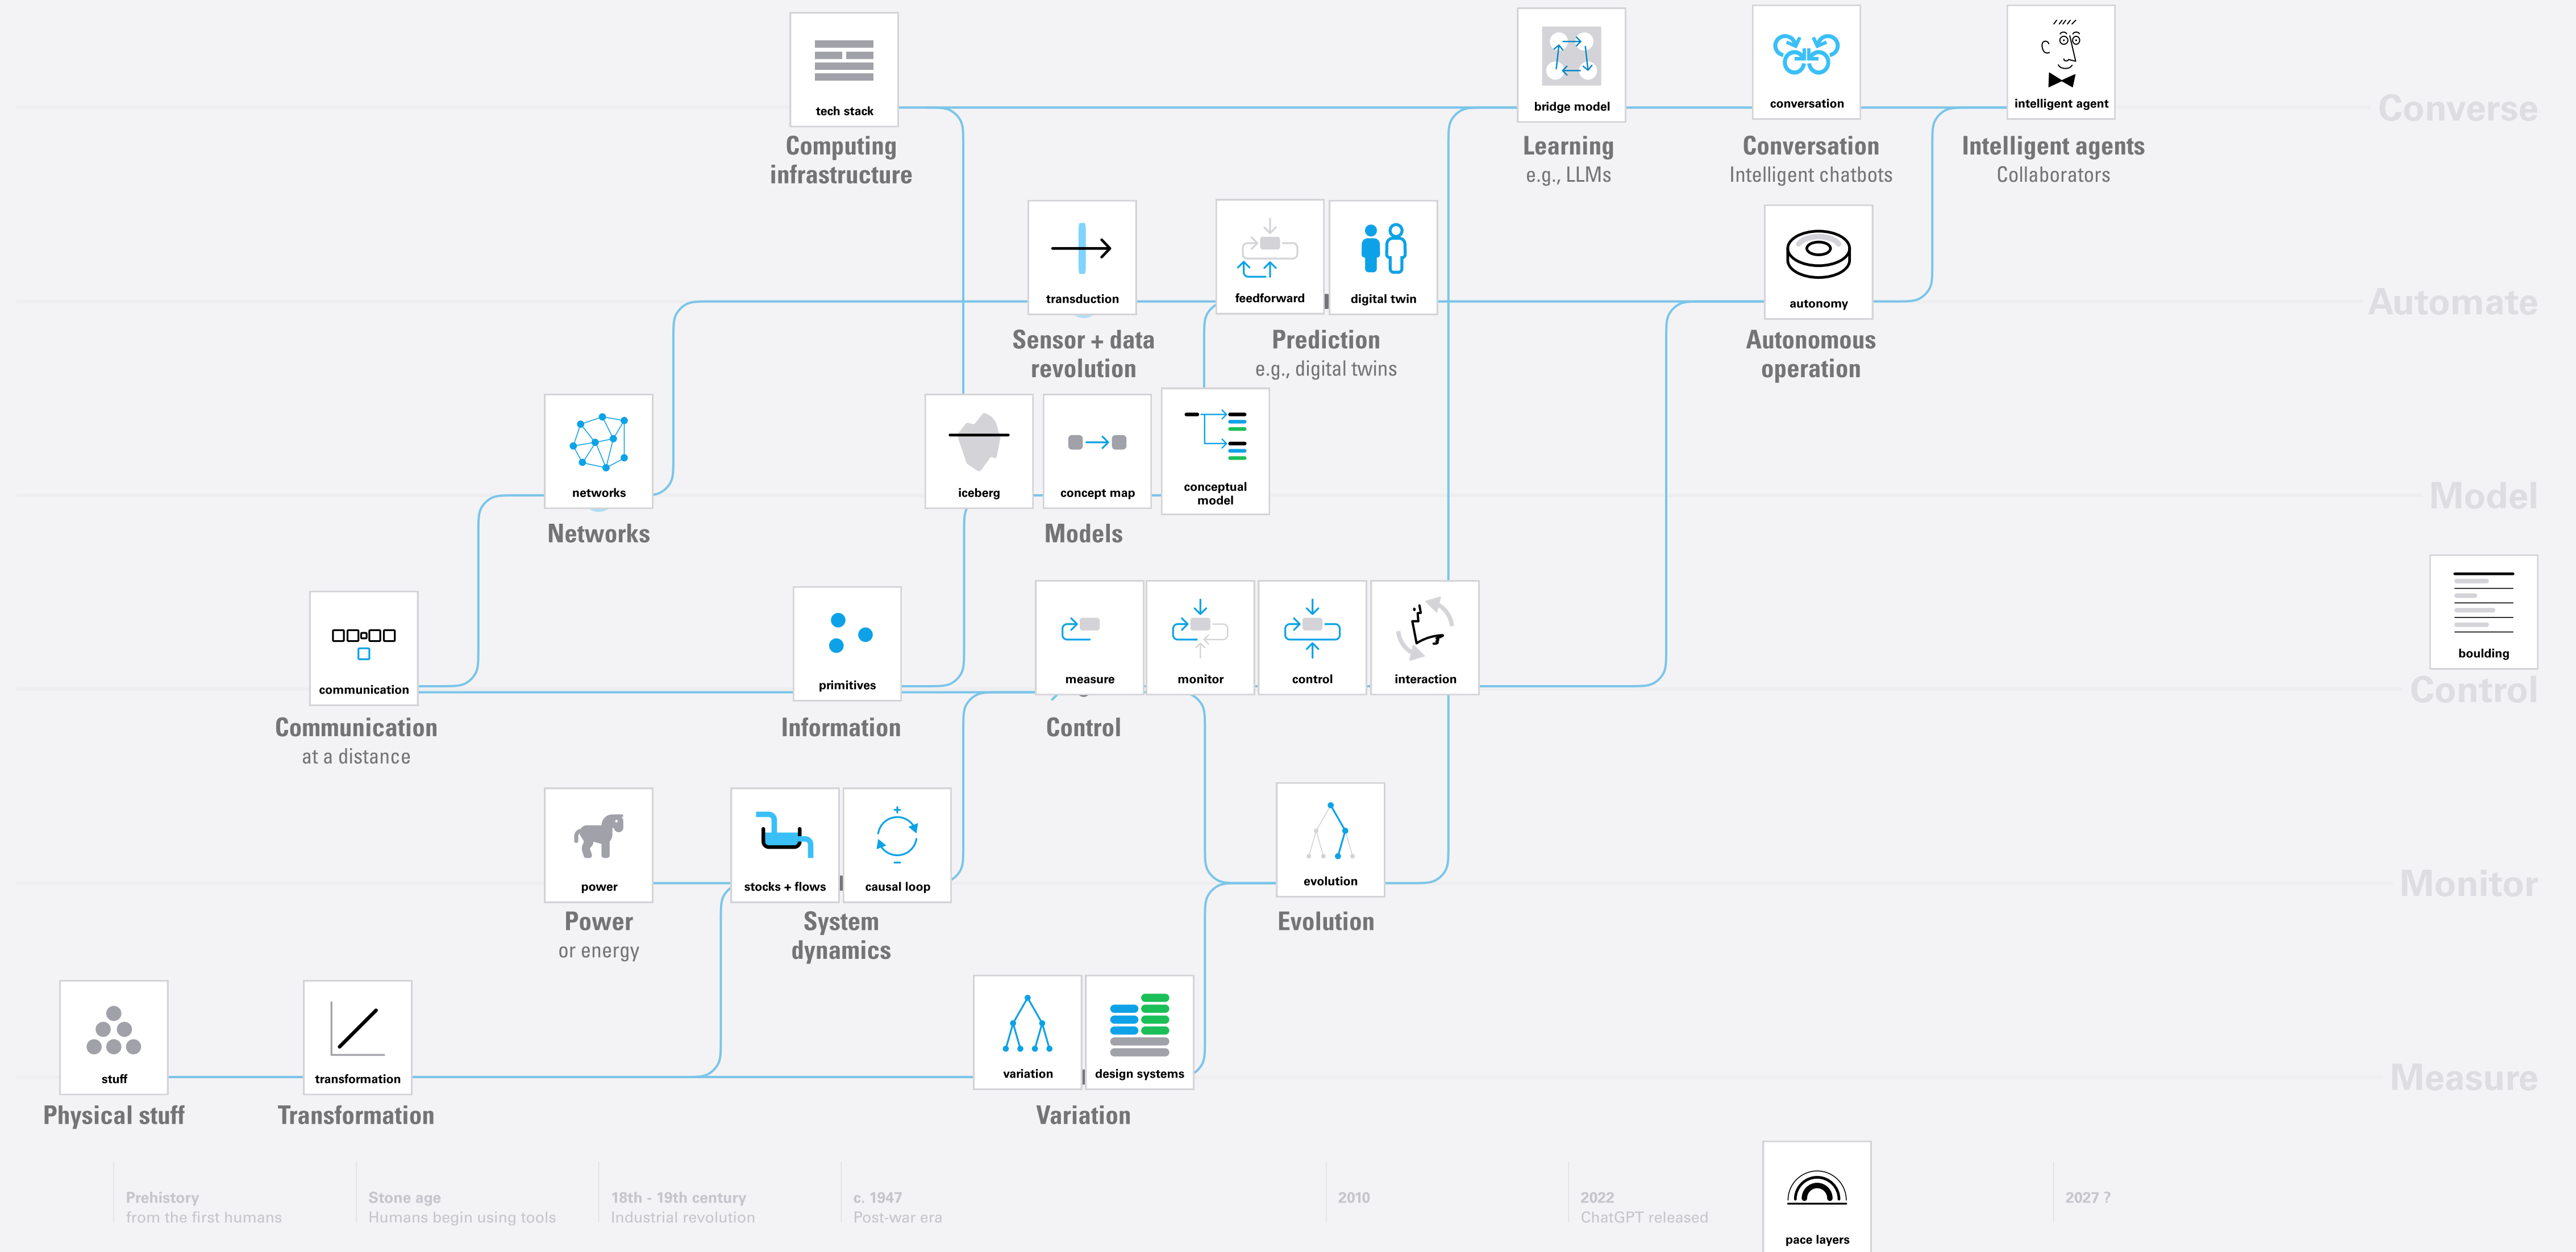 tech stack
bridge model
conversation
intelligent agent
Converse
Computing
infrastructure
Learning
e.g., LLMs
Conversation
Intelligent chatbots
Intelligent agents
Collaborators
transduction
feedforward
digital twin
autonomy
Automate
Sensor + data
revolution
Prediction
e.g., digital twins
Autonomous
operation
networks
iceberg
concept map
conceptual
model
Model
Networks
Models
communication
primitives
measure
monitor
control
interaction
boulding
Control
Communication
at a distance
Information
Control
power
stocks + flows
causal loop
evolution
Monitor
Power
or energy
System
dynamics
Evolution
stuff
transformation
variation
design systems
Measure
Physical stuff
Transformation
Variation
Prehistory
from the first humans
Stone age
Humans begin using tools
18th - 19th century
Industrial revolution
c. 1947
Post-war era
2010
2022
ChatGPT released
pace layers
2027 ?